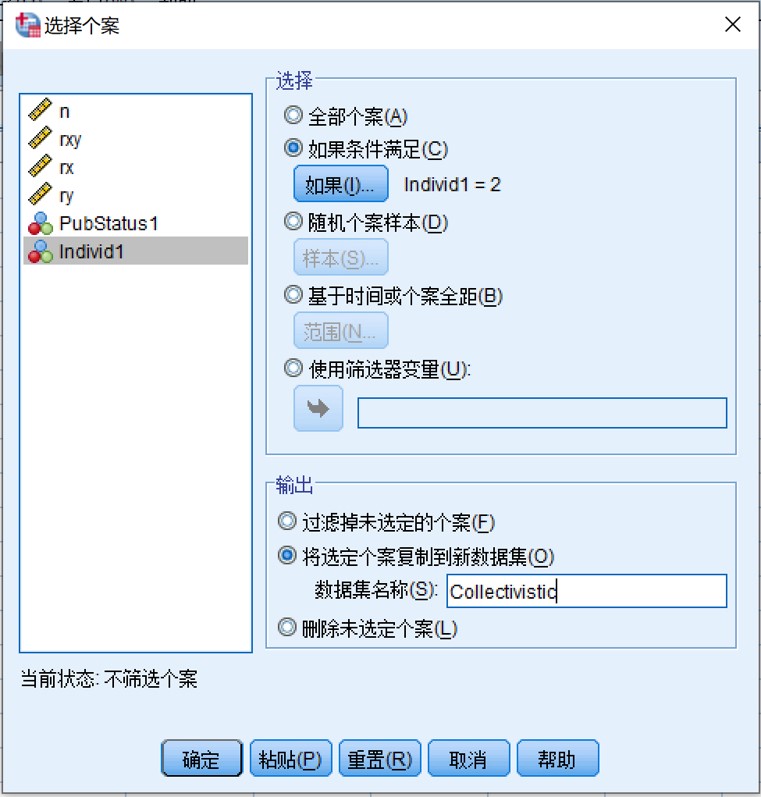 选择个案
n
rxy
rx
ry
PubStatus1
Individ1
选择
全部个案(A)
如果条件满足(C)
如果(I)... Individ1 = 2
随机个案样本(D)
样本(S)...
基于时间或个案全距(B)
范围(N...
使用筛选器变量(U):
输出
过滤掉未选定的个案(F)
将选定个案复制到新数据集(O)
数据集名称(S): Collectivistic
删除未选定个案(L)
当前状态: 不筛选个案
确定 粘贴(P) 重置(R) 取消 帮助